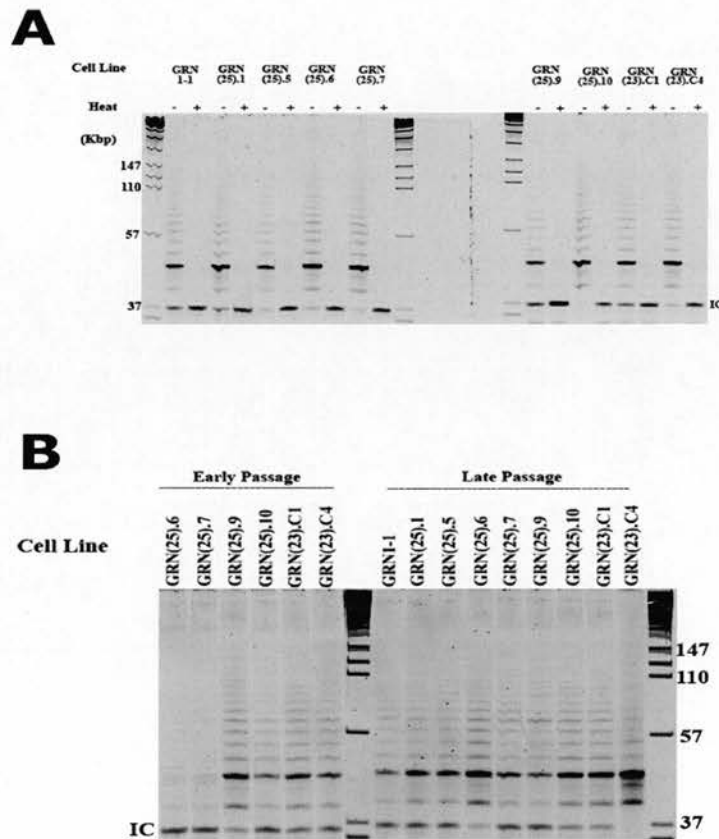 A
Cell Line GRN 1-1 GRN (25).1 GRN (25).5 GRN (25).6 GRN (25).7 GRN (25).9 GRN (25).10 GRN (23).C1 GRN (23).C4
Heat - + - + - + - + - + - + - + - + - +
(Kbp)
147
110
57
37 IC
B
Early Passage Late Passage
Cell Line GRN(25).6 GRN(25).7 GRN(25).9 GRN(25).10 GRN(23).C1 GRN(23).C4 GRN1-1 GRN(25).1 GRN(25).5 GRN(25).6 GRN(25).7 GRN(25).9 GRN(25).10 GRN(23).C1 GRN(23).C4
147
110
57
IC 37